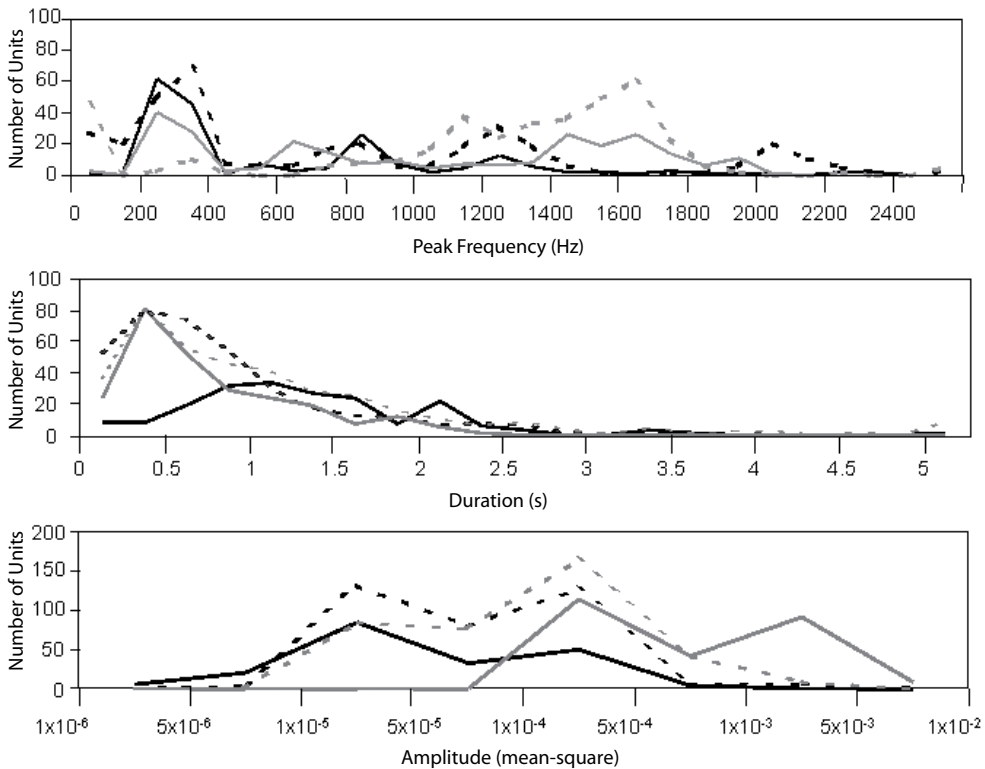 Number of Units
100
80
60
40
20
0
0 200 400 600 800 1000 1200 1400 1600 1800 2000 2200 2400
Peak Frequency (Hz)
Number of Units
100
80
60
40
20
0
0 0.5 1 1.5 2 2.5 3 3.5 4 4.5 5
Duration (s)
Number of Units
200
150
100
50
0
1x10⁻⁶ 5x10⁻⁶ 1x10⁻⁵ 5x10⁻⁵ 1x10⁻⁴ 5x10⁻⁴ 1x10⁻³ 5x10⁻³ 1x10⁻²
Amplitude (mean-square)